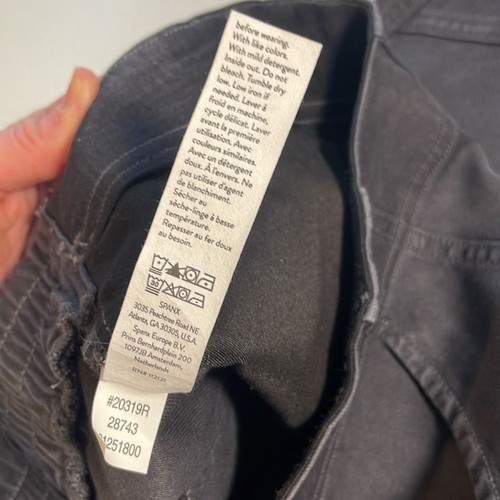 before wearing.
With like colors.
With mild detergent.
Inside out. Do not
bleach. Tumble dry
low. Low iron if
needed. Laver à
froid en machine,
cycle délicat. Laver
avant la première
utilisation. Avec
couleurs similaires.
Avec un détergent
doux. À l'envers. Ne
pas utiliser d'agent
de blanchiment.
Sécher au
sèche-linge à basse
température.
Repasser au fer doux
au besoin.
SPANX
3035 Peachtree Road NE
Atlanta, GA 30305, U.S.A.
Spanx Europe B.V.
Prins Bernhardplein 200
1097JB Amsterdam,
Netherlands
#20319R
28743
1251800